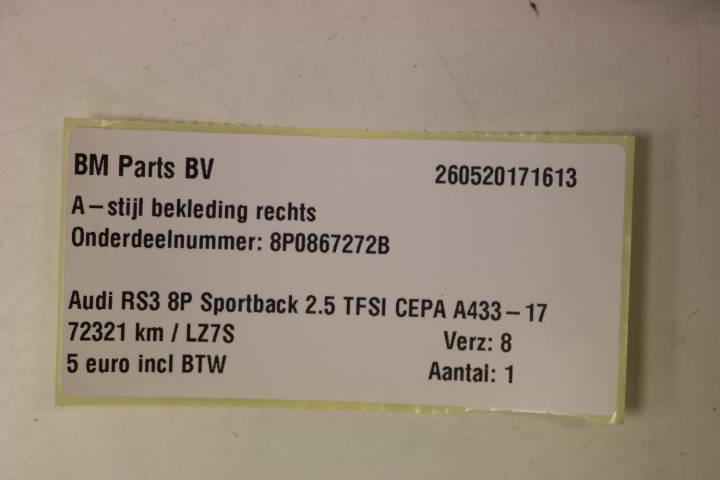 BM Parts BV 260520171613
A-stijl bekleding rechts
Onderdeelnummer: 8P0867272B
Audi RS3 8P Sportback 2.5 TFSI CEPA A433-17
72321 km / LZ7S Verz: 8
5 euro incl BTW Aantal: 1